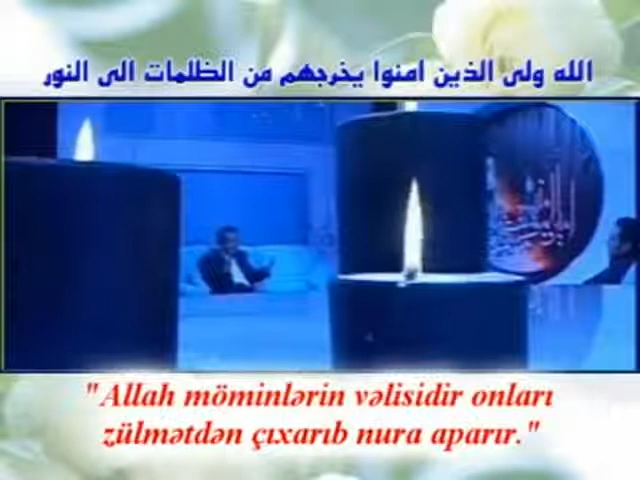 الله ولى الذين امنوا يخرجهم من الظلمات الى النور
"Allah möminlərin vəlisidir onları
zülmətdən çıxarıb nura aparır."